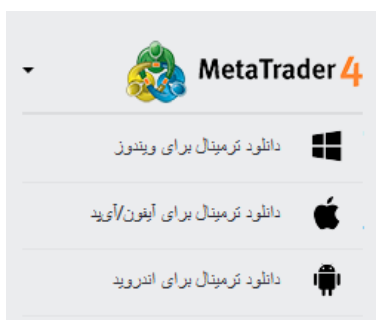 MetaTrader 4
دانلود ترمینال برای ویندوز
دانلود ترمینال برای آیفون/آیپد
دانلود ترمینال برای اندروید